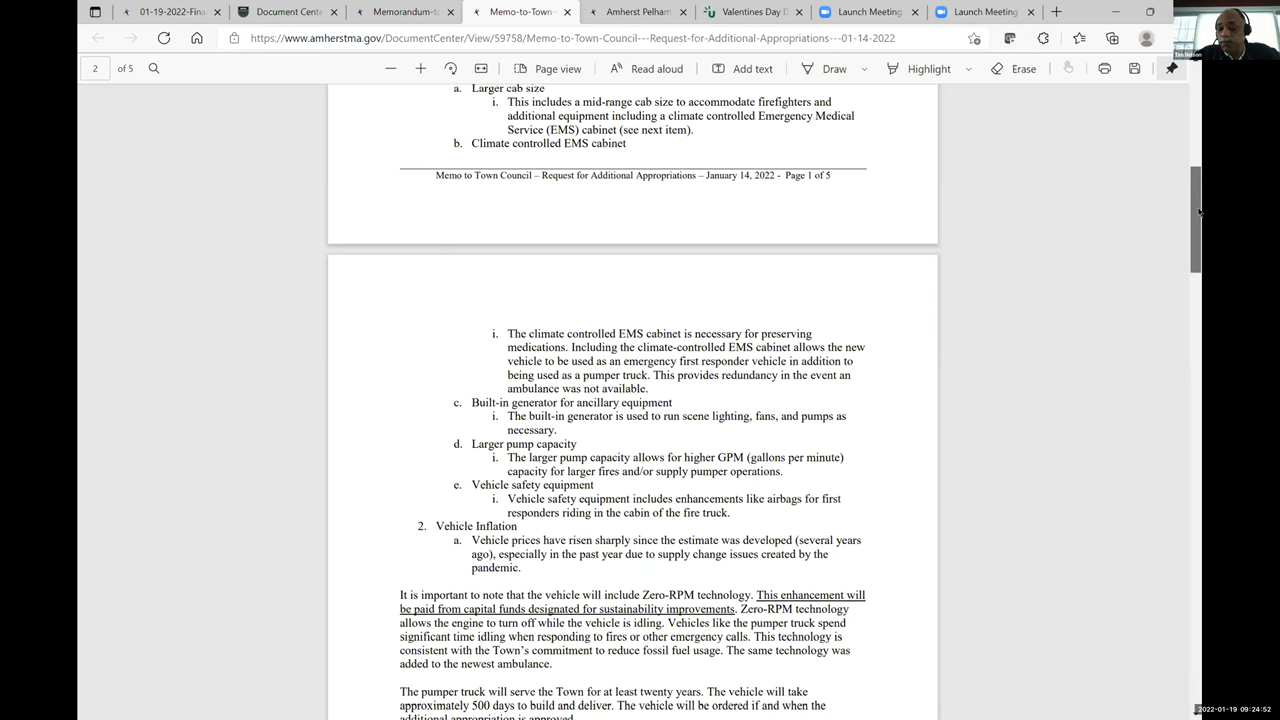 01-19-2022-Fina
Document Cente
Memorandum-to
Memo-to-Town-
Amherst Pelham
Valentines Day D
Launch Meeting
Launch Meeting
https://www.amherstma.gov/DocumentCenter/View/59758/Memo-to-Town-Council---Request-for-Additional-Appropriations---01-14-2022
Tim Nelson
2 of 5
Page view
Read aloud
Add text
Draw
Highlight
Erase
a. Larger cab size
i. This includes a mid-range cab size to accommodate firefighters and
additional equipment including a climate controlled Emergency Medical
Service (EMS) cabinet (see next item).
b. Climate controlled EMS cabinet
Memo to Town Council – Request for Additional Appropriations – January 14, 2022 - Page 1 of 5
i. The climate controlled EMS cabinet is necessary for preserving
medications. Including the climate-controlled EMS cabinet allows the new
vehicle to be used as an emergency first responder vehicle in addition to
being used as a pumper truck. This provides redundancy in the event an
ambulance was not available.
c. Built-in generator for ancillary equipment
i. The built-in generator is used to run scene lighting, fans, and pumps as
necessary.
d. Larger pump capacity
i. The larger pump capacity allows for higher GPM (gallons per minute)
capacity for larger fires and/or supply pumper operations.
e. Vehicle safety equipment
i. Vehicle safety equipment includes enhancements like airbags for first
responders riding in the cabin of the fire truck.
2. Vehicle Inflation
a. Vehicle prices have risen sharply since the estimate was developed (several years
ago), especially in the past year due to supply change issues created by the
pandemic.
It is important to note that the vehicle will include Zero-RPM technology. This enhancement will
be paid from capital funds designated for sustainability improvements. Zero-RPM technology
allows the engine to turn off while the vehicle is idling. Vehicles like the pumper truck spend
significant time idling when responding to fires or other emergency calls. This technology is
consistent with the Town's commitment to reduce fossil fuel usage. The same technology was
added to the newest ambulance.
The pumper truck will serve the Town for at least twenty years. The vehicle will take
approximately 500 days to build and deliver. The vehicle will be ordered if and when the
additional appropriation is approved.
2022-01-19 09:24:52